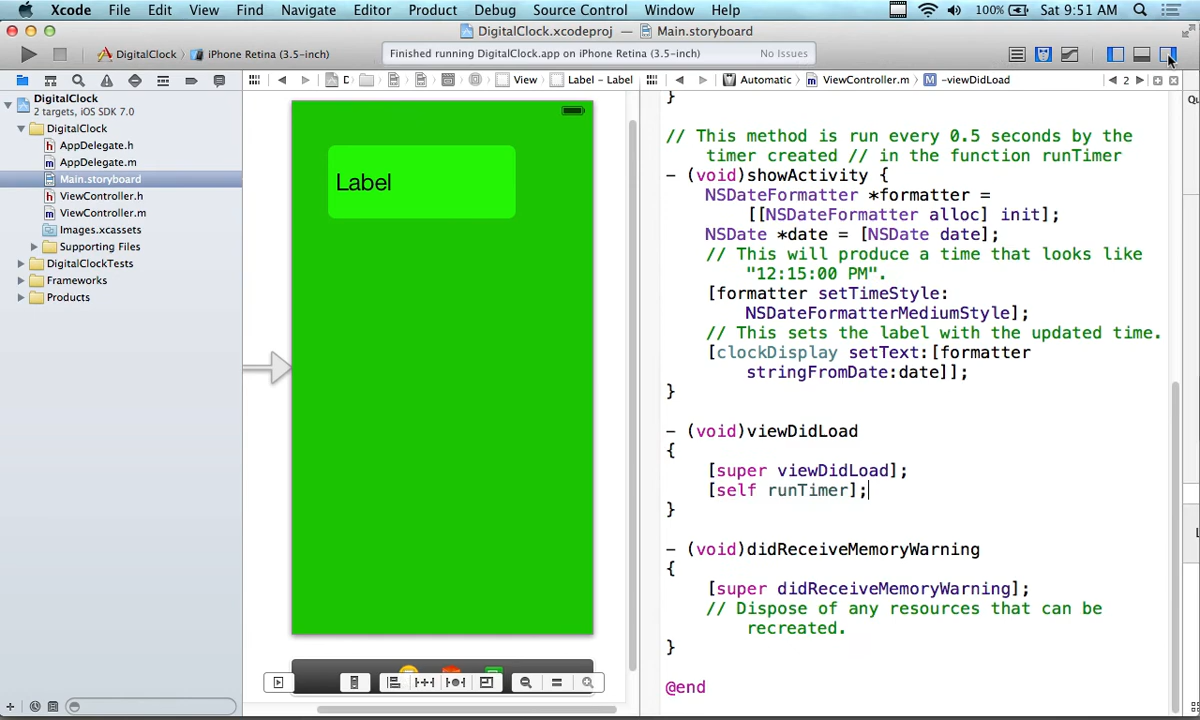 Xcode File Edit View Find Navigate Editor Product Debug Source Control Window Help 100% Sat 9:51 AM
DigitalClock.xcodeproj — Main.storyboard
DigitalClock iPhone Retina (3.5-inch) Finished running DigitalClock.app on iPhone Retina (3.5-inch) No Issues
D View Label – Label Automatic ViewController.m M -viewDidLoad 2
DigitalClock
2 targets, iOS SDK 7.0
DigitalClock
h AppDelegate.h
m AppDelegate.m
Main.storyboard
h ViewController.h
m ViewController.m
Images.xcassets
Supporting Files
DigitalClockTests
Frameworks
Products
Label
}
// This method is run every 0.5 seconds by the
timer created // in the function runTimer
- (void)showActivity {
NSDateFormatter *formatter =
[[NSDateFormatter alloc] init];
NSDate *date = [NSDate date];
// This will produce a time that looks like
"12:15:00 PM".
[formatter setTimeStyle:
NSDateFormatterMediumStyle];
// This sets the label with the updated time.
[clockDisplay setText:[formatter
stringFromDate:date]];
}
- (void)viewDidLoad
{
[super viewDidLoad];
[self runTimer];
}
- (void)didReceiveMemoryWarning
{
[super didReceiveMemoryWarning];
// Dispose of any resources that can be
recreated.
}
@end